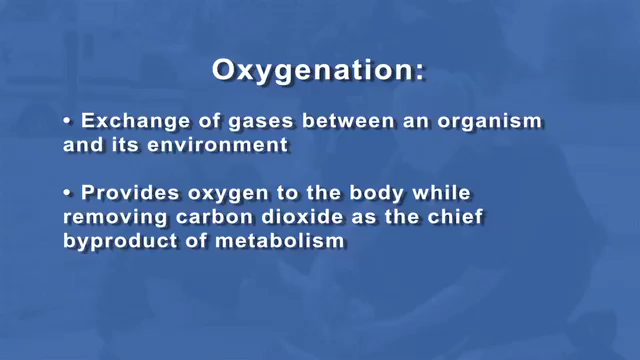 Oxygenation:
• Exchange of gases between an organism
and its environment
• Provides oxygen to the body while
removing carbon dioxide as the chief
byproduct of metabolism